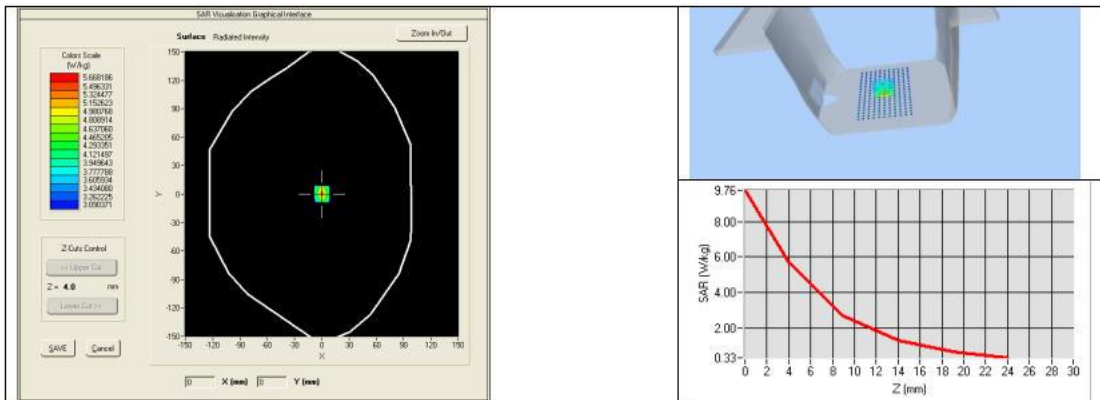 SAR Visualisation Graphical Interface
Surface Radiated Intensity
Zoom In/Out
Colors Scale
(W/kg)
5.668186
5.496331
5.324477
5.152623
4.980768
4.808914
4.637060
4.465205
4.293351
4.121497
3.949643
3.777788
3.605934
3.434080
3.262225
3.090371
Z-Cuts Control
<< Upper Cut
Z = 4.0 mm
Lower Cut >>
SAVE Cancel
150
120
90
60
30
0
-30
-60
-90
-120
-150
Y
-150 -120 -90 -60 -30 0 30 60 90 120 150
X
0 X (mm) 0 Y (mm)
9.76
8.00
6.00
4.00
2.00
0.33
SAR (W/kg)
0 2 4 6 8 10 12 14 16 18 20 22 24 26 28 30
Z (mm)